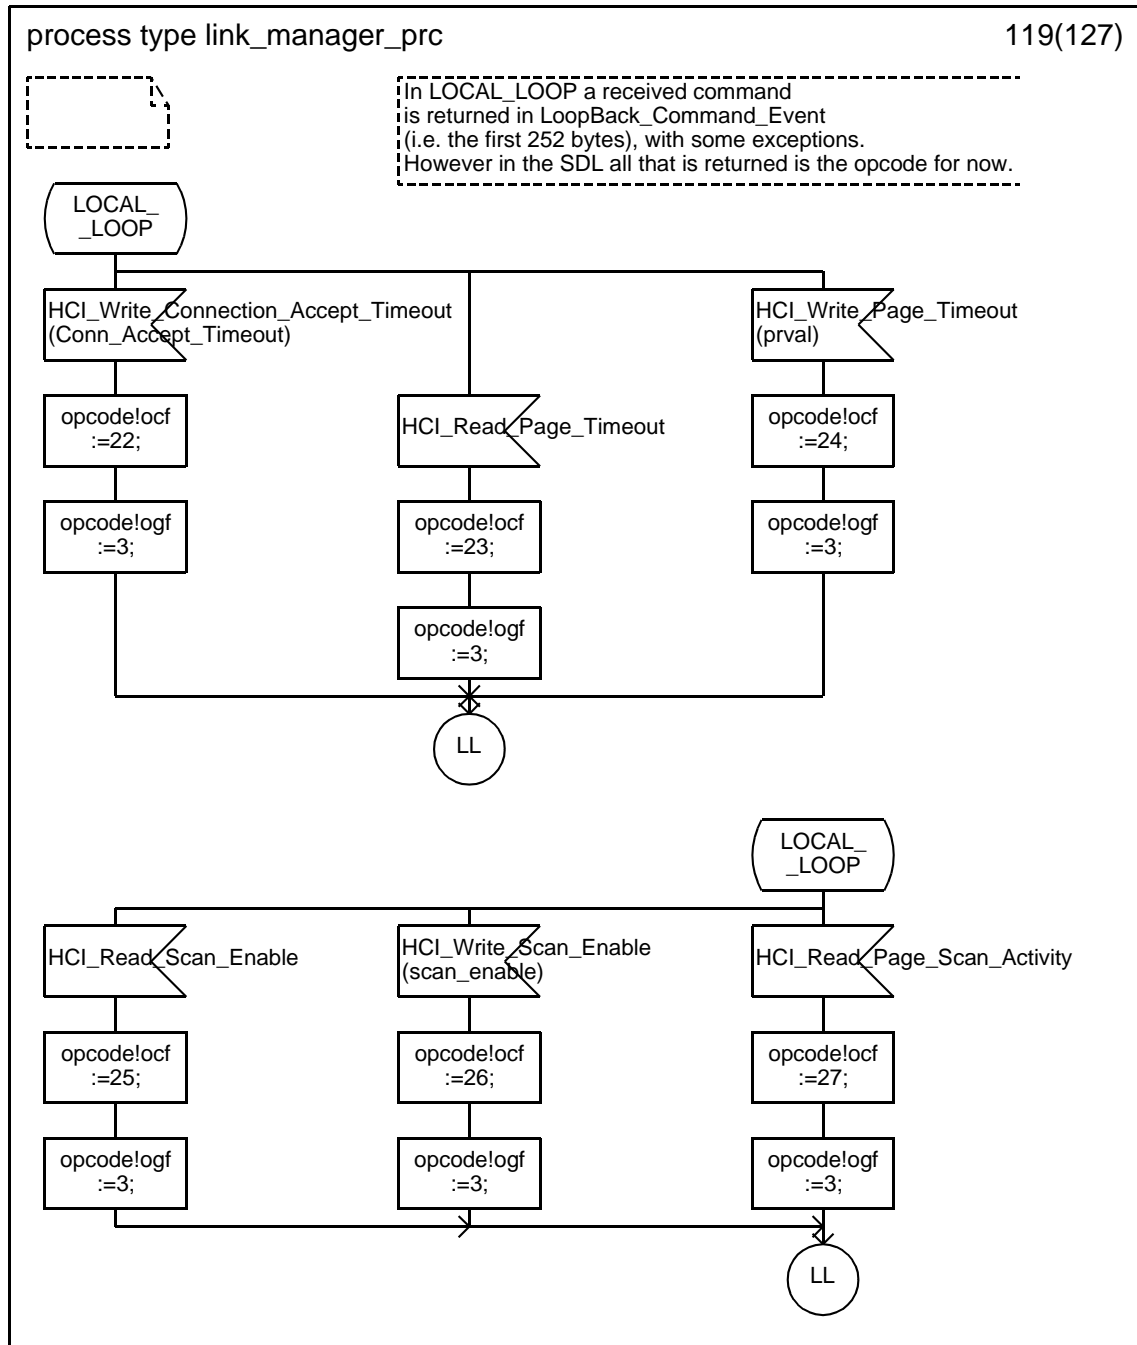 process type link_manager_prc
119(127)
In LOCAL_LOOP a received command
is returned in LoopBack_Command_Event
(i.e. the first 252 bytes), with some exceptions.
However in the SDL all that is returned is the opcode for now.
LOCAL_
_LOOP
HCI_Write_Connection_Accept_Timeout
(Conn_Accept_Timeout)
HCI_Write_Page_Timeout
(prval)
opcode!ocf
:=22;
HCI_Read_Page_Timeout
opcode!ocf
:=24;
opcode!ogf
:=3;
opcode!ocf
:=23;
opcode!ogf
:=3;
opcode!ogf
:=3;
LL
LOCAL_
_LOOP
HCI_Read_Scan_Enable
HCI_Write_Scan_Enable
(scan_enable)
HCI_Read_Page_Scan_Activity
opcode!ocf
:=25;
opcode!ocf
:=26;
opcode!ocf
:=27;
opcode!ogf
:=3;
opcode!ogf
:=3;
opcode!ogf
:=3;
LL